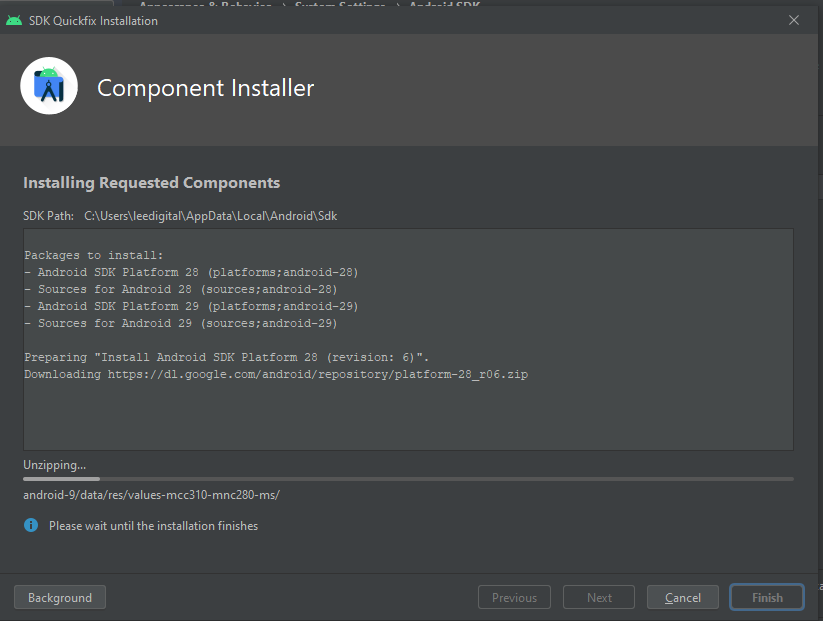 Appearance & Behavior > System Settings > Android SDK
SDK Quickfix Installation
Component Installer
Installing Requested Components
SDK Path: C:\Users\leedigital\AppData\Local\Android\Sdk
Packages to install:
- Android SDK Platform 28 (platforms;android-28)
- Sources for Android 28 (sources;android-28)
- Android SDK Platform 29 (platforms;android-29)
- Sources for Android 29 (sources;android-29)
Preparing "Install Android SDK Platform 28 (revision: 6)".
Downloading https://dl.google.com/android/repository/platform-28_r06.zip
Unzipping...
android-9/data/res/values-mcc310-mnc280-ms/
Please wait until the installation finishes
Background Previous Next Cancel Finish